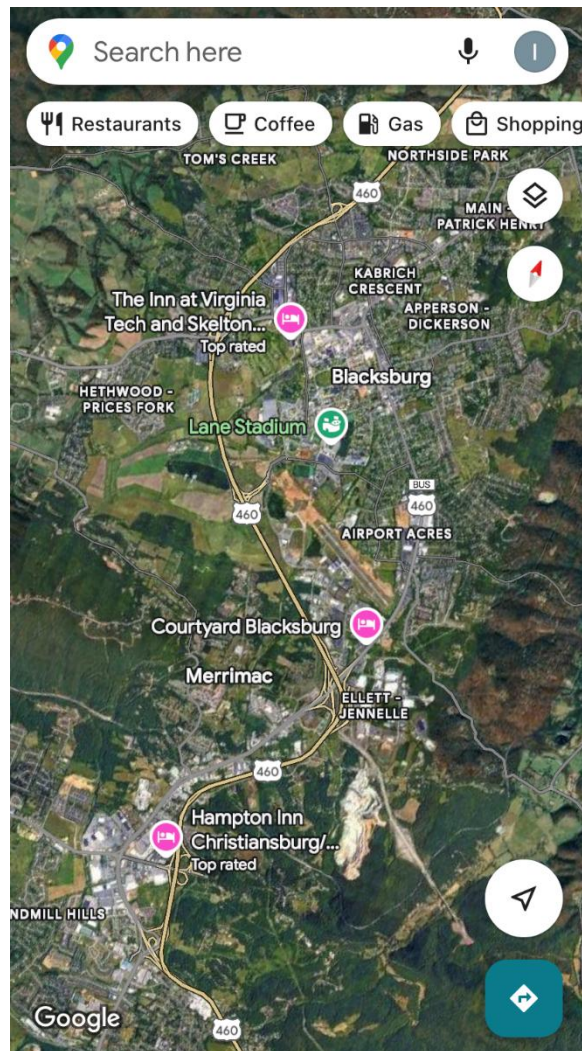 Search here
I
Restaurants
Coffee
Gas
Shopping
TOM'S CREEK
NORTHSIDE PARK
460
MAIN -
PATRICK HENRY
KABRICH
CRESCENT
The Inn at Virginia
Tech and Skelton...
Top rated
APPERSON -
DICKERSON
Blacksburg
HETHWOOD -
PRICES FORK
Lane Stadium
BUS
460
460
AIRPORT ACRES
Courtyard Blacksburg
Merrimac
ELLETT -
JENNELLE
460
Hampton Inn
Christiansburg/...
Top rated
NDMILL HILLS
Google
460